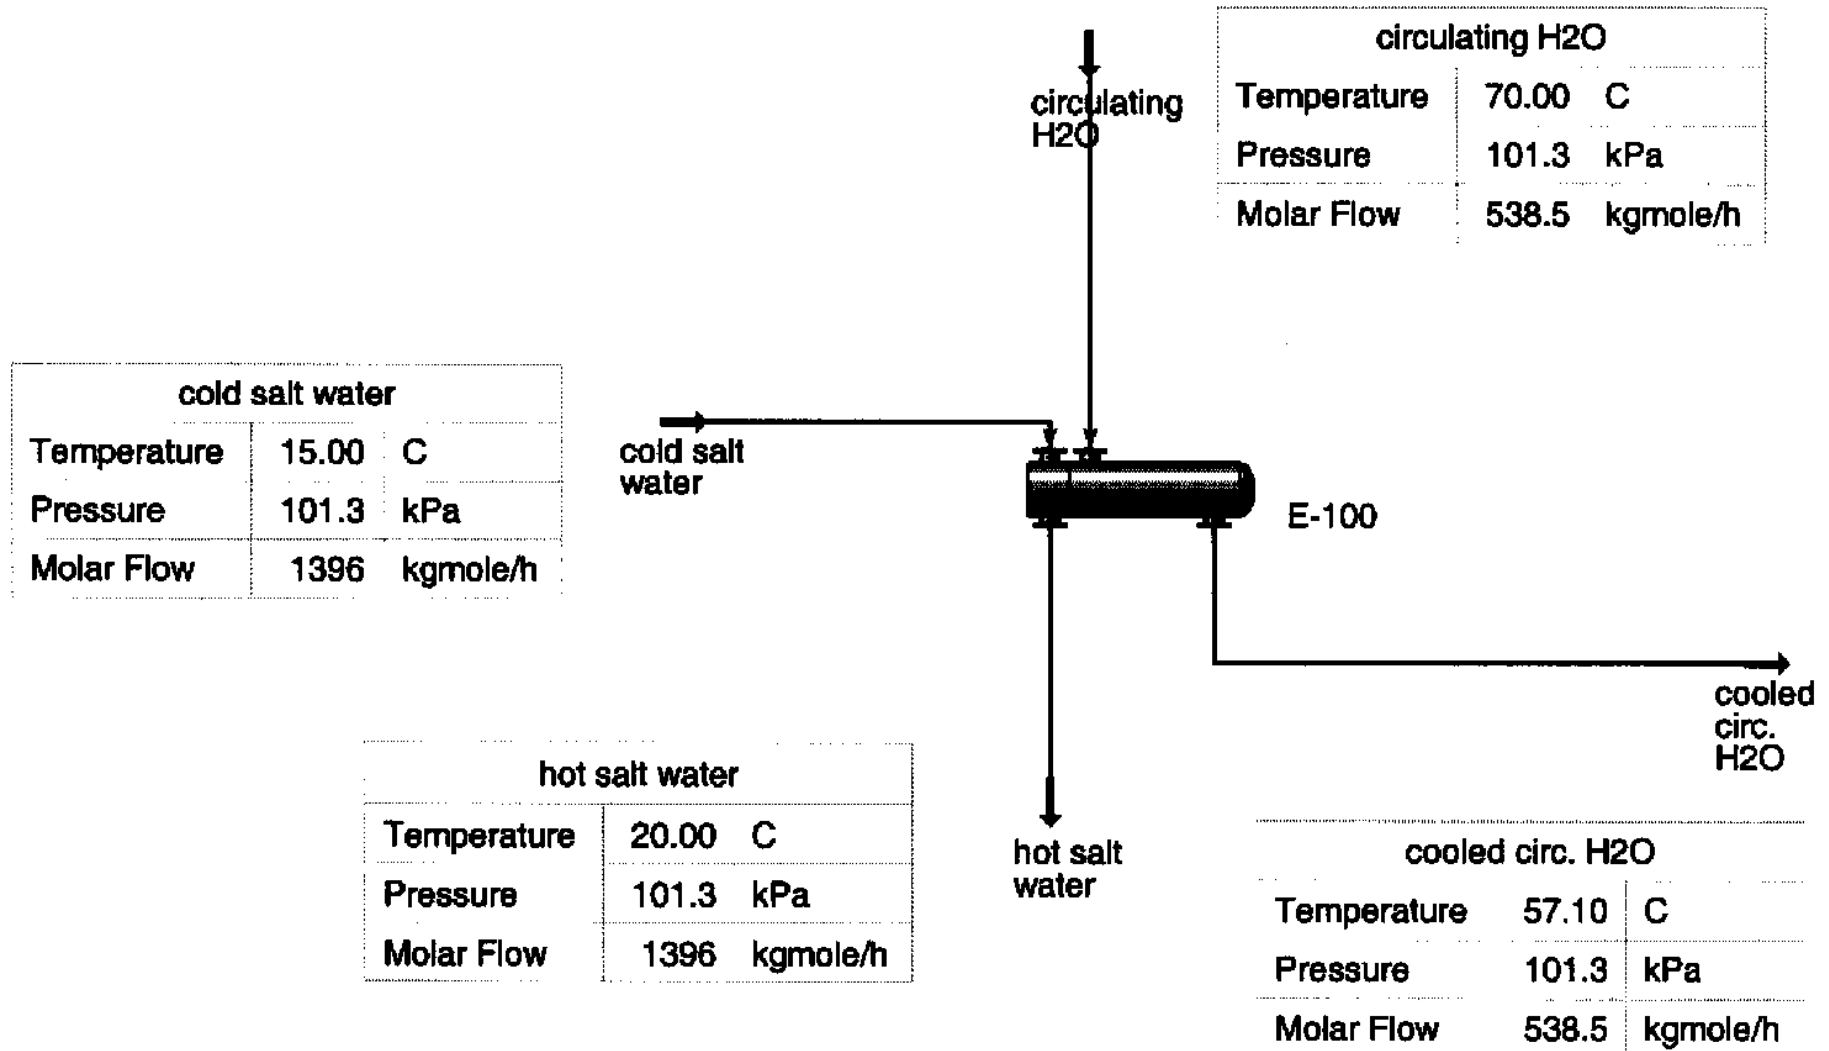 circulating H2O
Temperature 70.00 C
Pressure 101.3 kPa
Molar Flow 538.5 kgmole/h
circulating
H2O
cold salt water
Temperature 15.00 C
Pressure 101.3 kPa
Molar Flow 1396 kgmole/h
cold salt
water
E-100
cooled
circ.
H2O
hot salt water
Temperature 20.00 C
Pressure 101.3 kPa
Molar Flow 1396 kgmole/h
hot salt
water
cooled circ. H2O
Temperature 57.10 C
Pressure 101.3 kPa
Molar Flow 538.5 kgmole/h